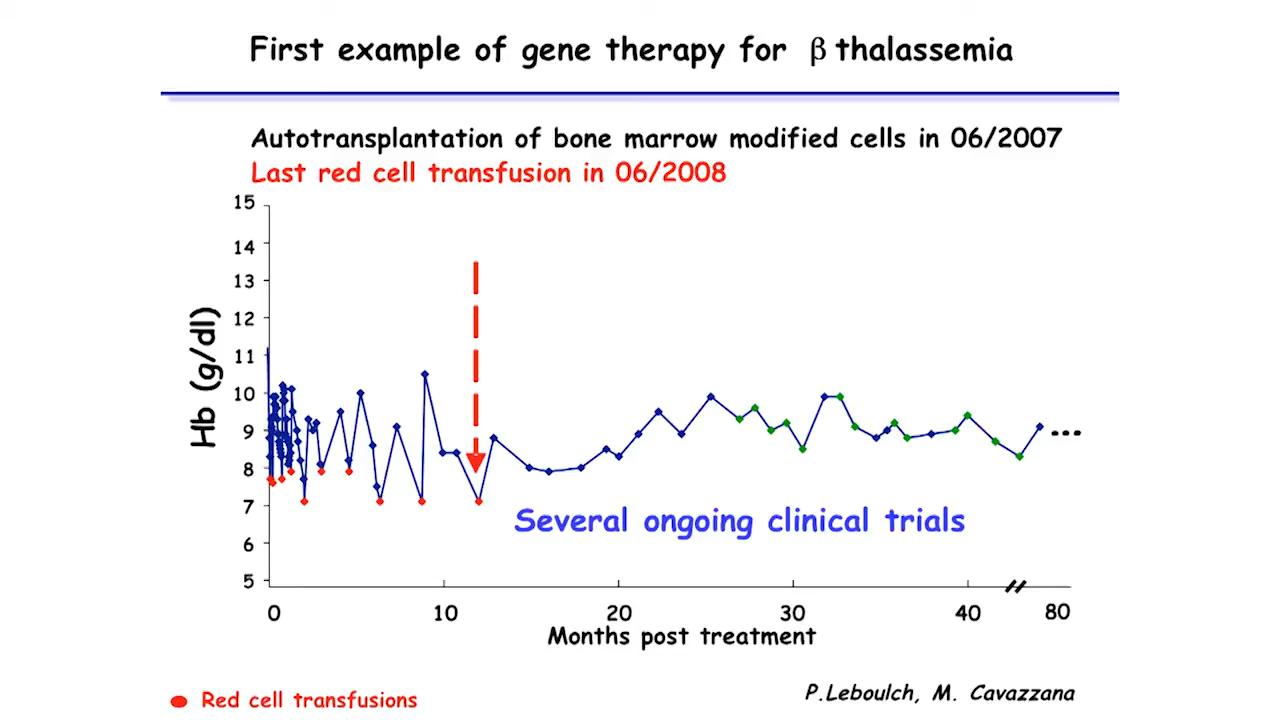 First example of gene therapy for β thalassemia
Autotransplantation of bone marrow modified cells in 06/2007
Last red cell transfusion in 06/2008
15
14
13
12
11
10
9
8
7
6
5
Hb (g/dl)
Several ongoing clinical trials
0 10 20 30 40 80
Months post treatment
Red cell transfusions
P.Leboulch, M. Cavazzana